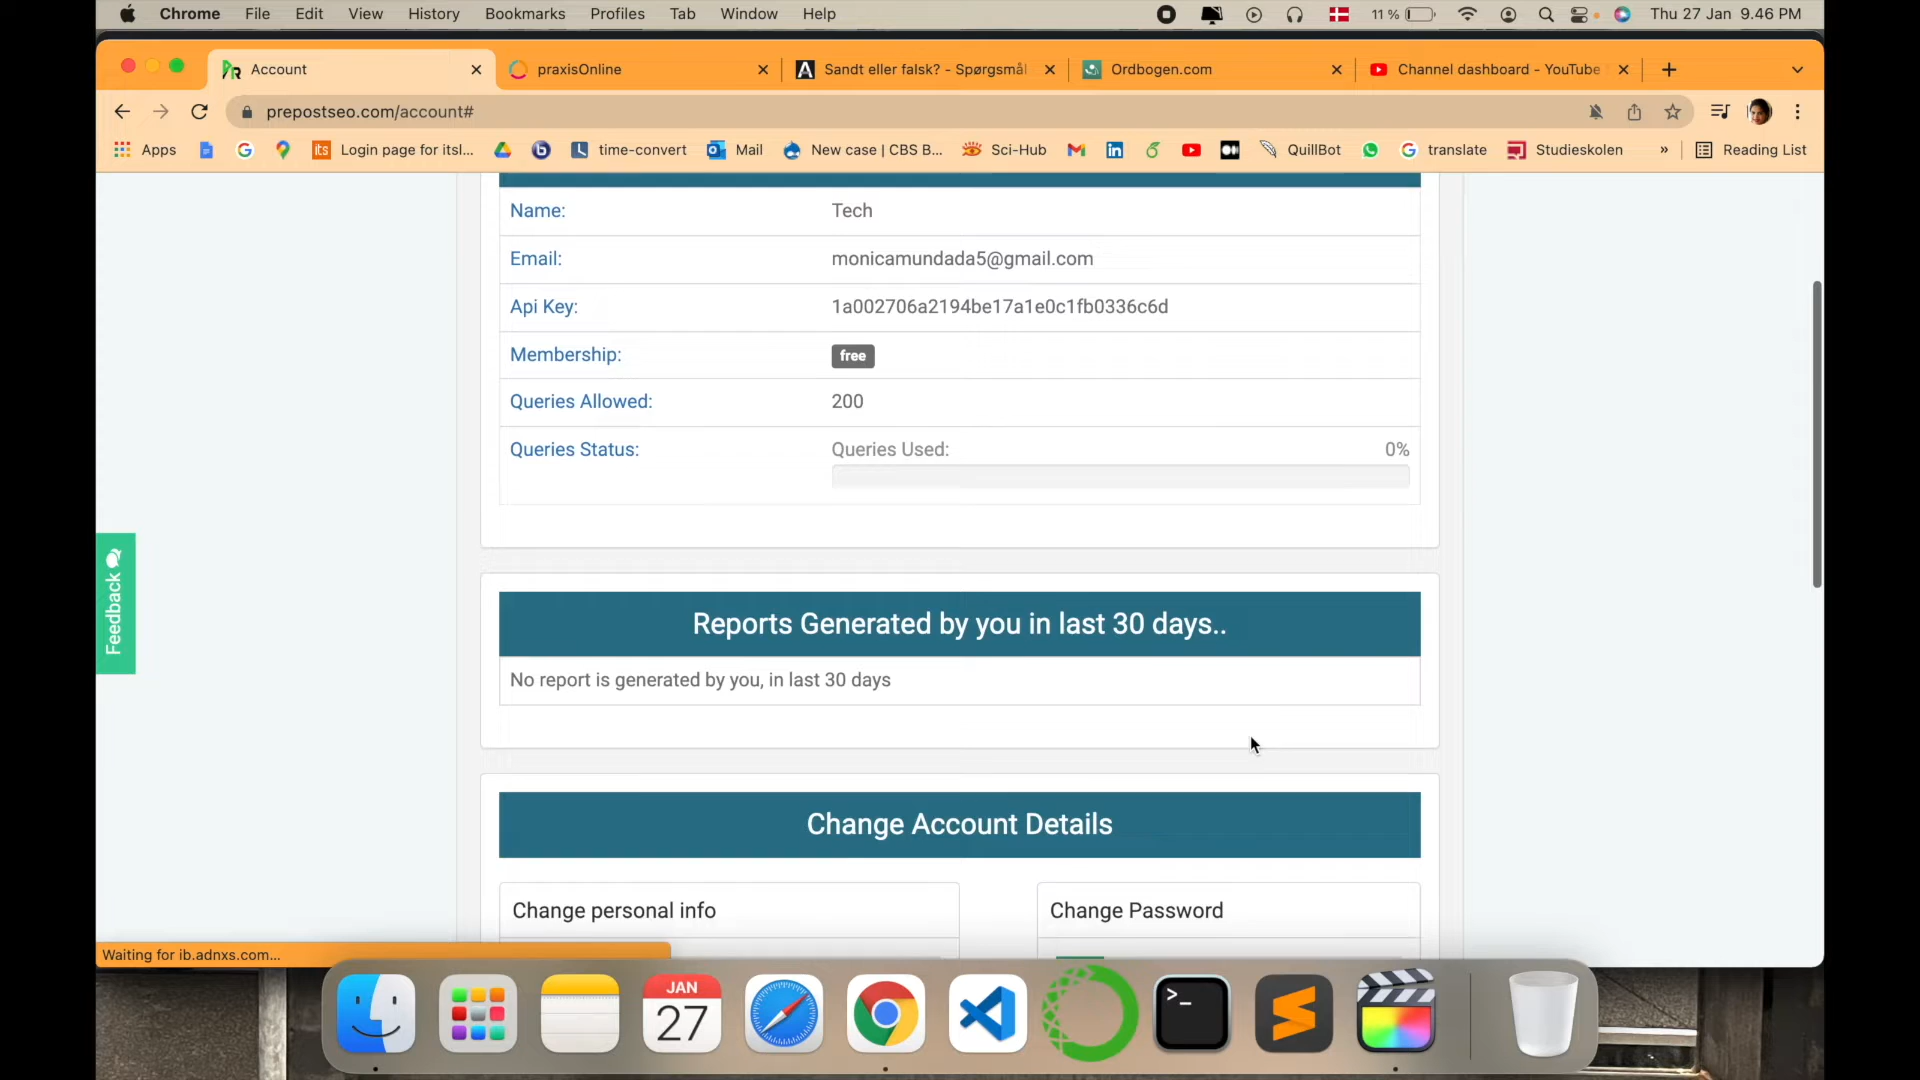 Chrome File Edit View History Bookmarks Profiles Tab Window Help 11 % Thu 27 Jan 9.46 PM
Account praxisOnline Sandt eller falsk? - Spørgsmål Ordbogen.com Channel dashboard - YouTube
prepostseo.com/account#
Apps its Login page for itsl... time-convert Mail New case | CBS B... Sci-Hub QuillBot translate Studieskolen » Reading List
Name: Tech
Email: monicamundada5@gmail.com
Api Key: 1a002706a2194be17a1e0c1fb0336c6d
Membership: free
Queries Allowed: 200
Queries Status: Queries Used: 0%
Feedback
Reports Generated by you in last 30 days..
No report is generated by you, in last 30 days
Change Account Details
Change personal info Change Password
Waiting for ib.adnxs.com...
JAN
27